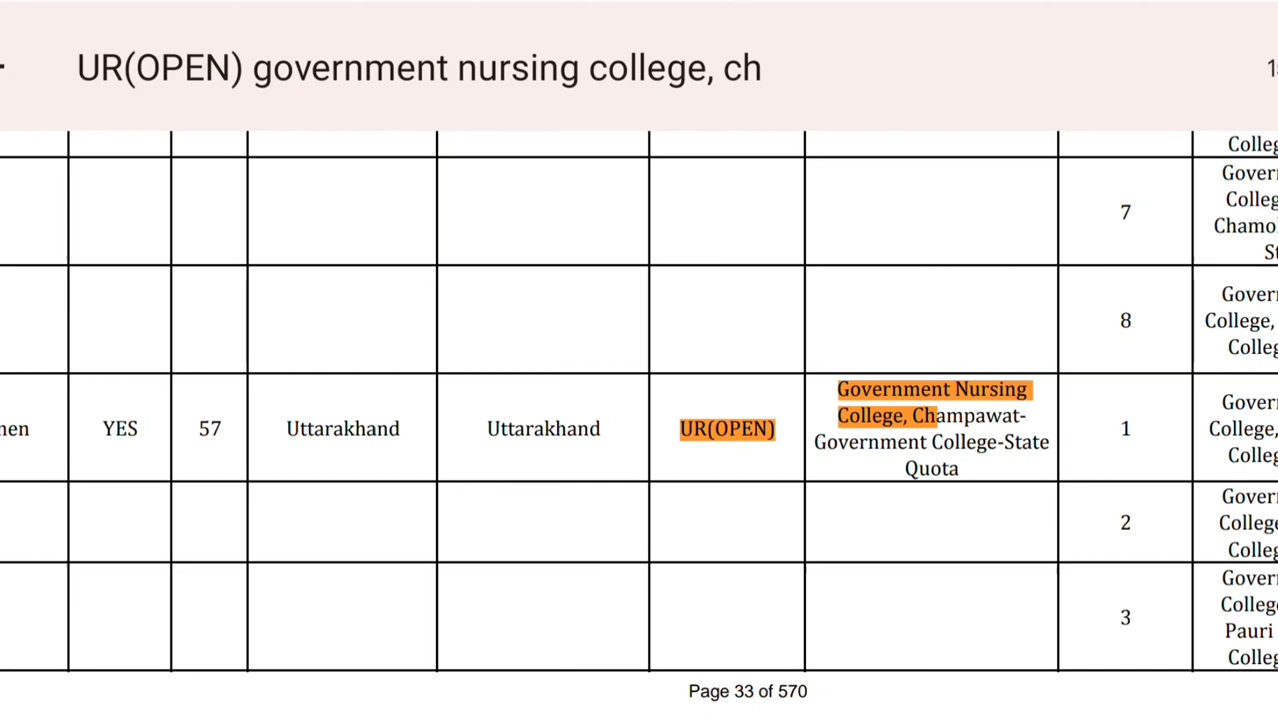 UR(OPEN) government nursing college, ch
7
8
YES
57
Uttarakhand
Uttarakhand
UR(OPEN)
Government Nursing
College, Champawat-
Government College-State
Quota
1
2
3
Pauri
Page 33 of 570